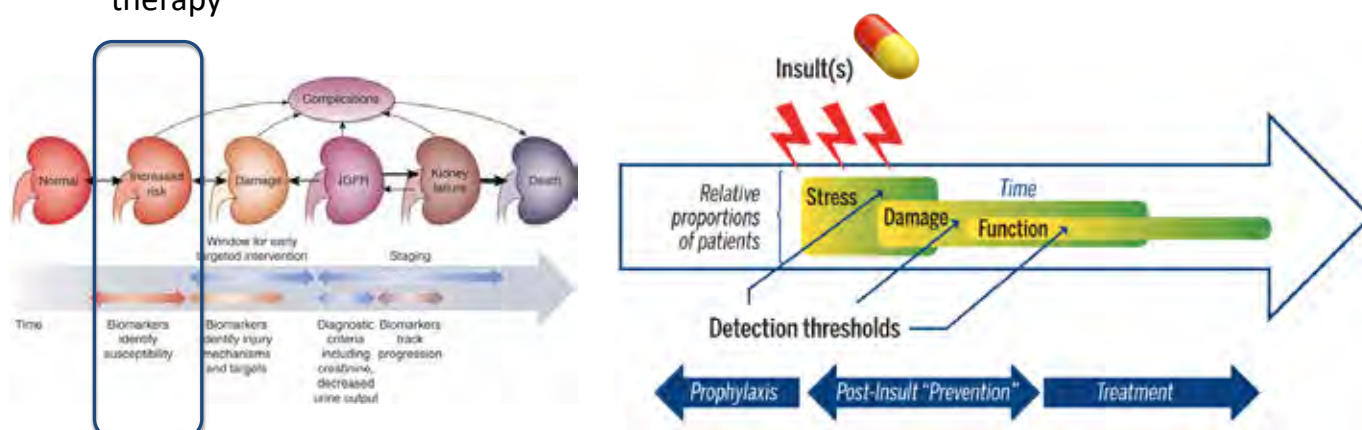 therapy
Complications
Normal
Increased
risk
Damage
↓GFR
Kidney
failure
Death
Window for early
targeted intervention
Staging
Time
Biomarkers
identify
susceptibility
Biomarkers
identify injury
mechanisms
and targets
Diagnostic
criteria
including
creatinine,
decreased
urine output
Biomarkers
track
progression
Insult(s)
Relative
proportions
of patients
Stress
Time
Damage
Function
Detection thresholds
Prophylaxis
Post-Insult “Prevention”
Treatment